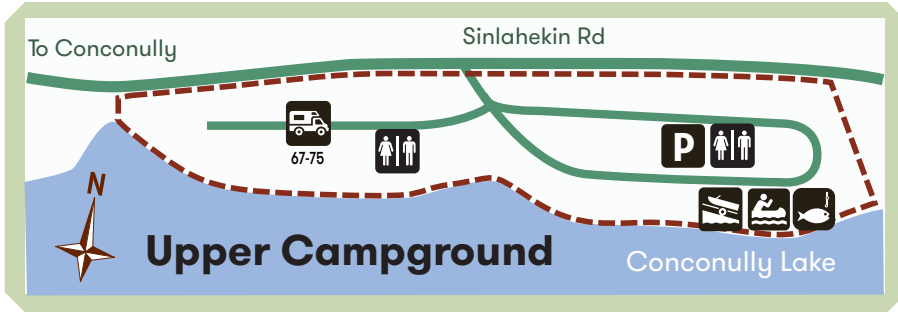 Sinlahekin Rd
To Conconully
P
67-75
N
Upper Campground
Conconully Lake